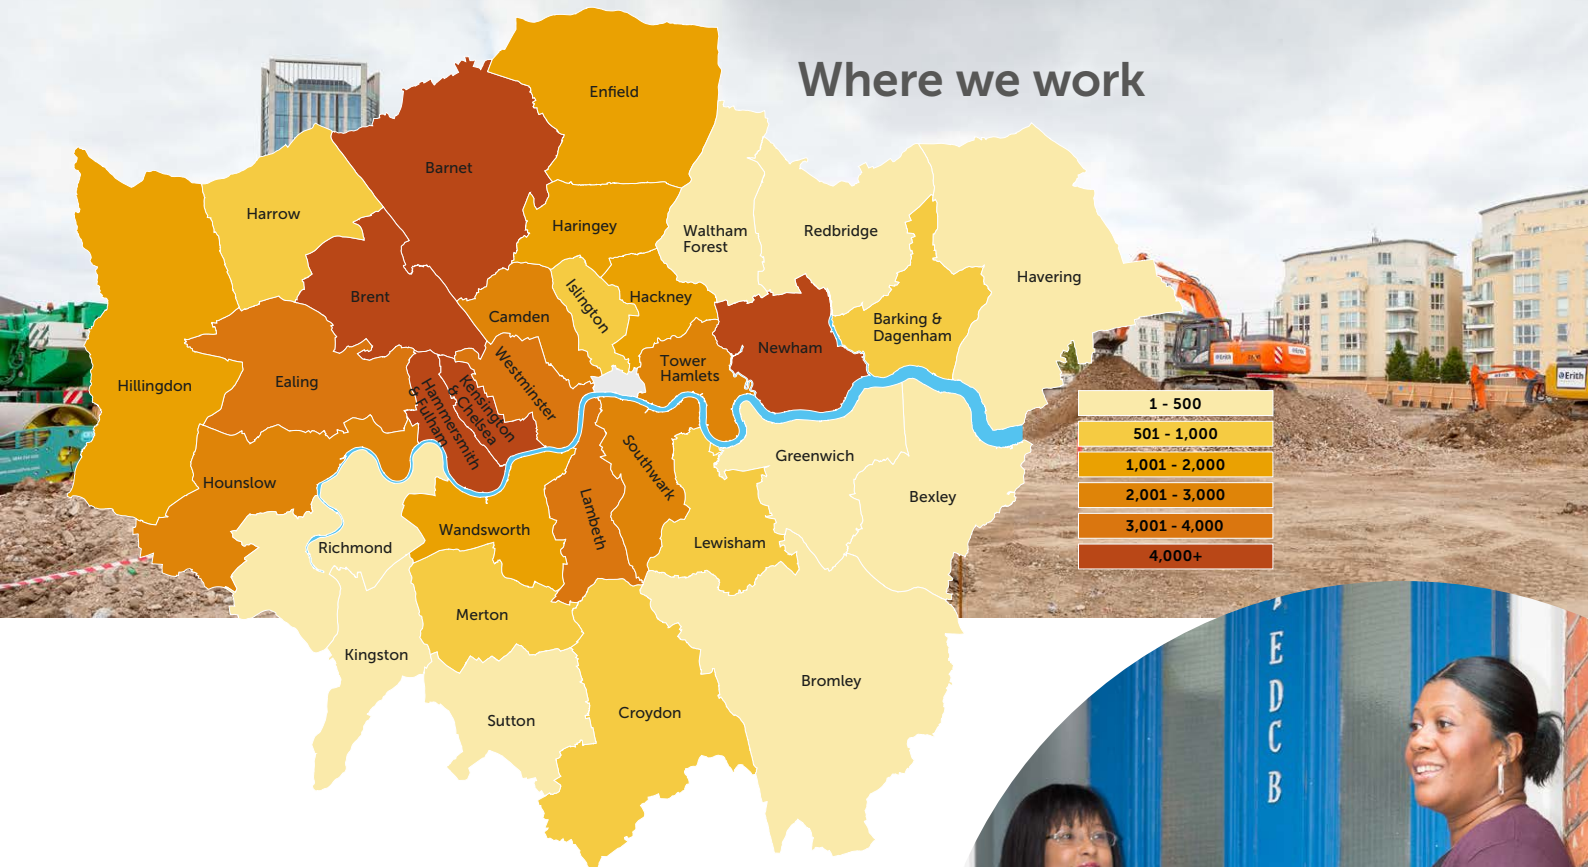 Where we work
Enfield
Barnet
Harrow
Haringey
Waltham
Forest
Redbridge
Havering
Brent
Islington
Hackney
Camden
Barking &
Dagenham
Newham
Hillingdon
Ealing
Westminster
Tower
Hamlets
Kensington
& Chelsea
Hammersmith
& Fulham
Hounslow
Southwark
Greenwich
Bexley
Lambeth
Wandsworth
Lewisham
Richmond
Merton
Kingston
Bromley
Sutton
Croydon
1 - 500
501 - 1,000
1,001 - 2,000
2,001 - 3,000
3,001 - 4,000
4,000+
Erith
Erith
Erith
E
D
C
B